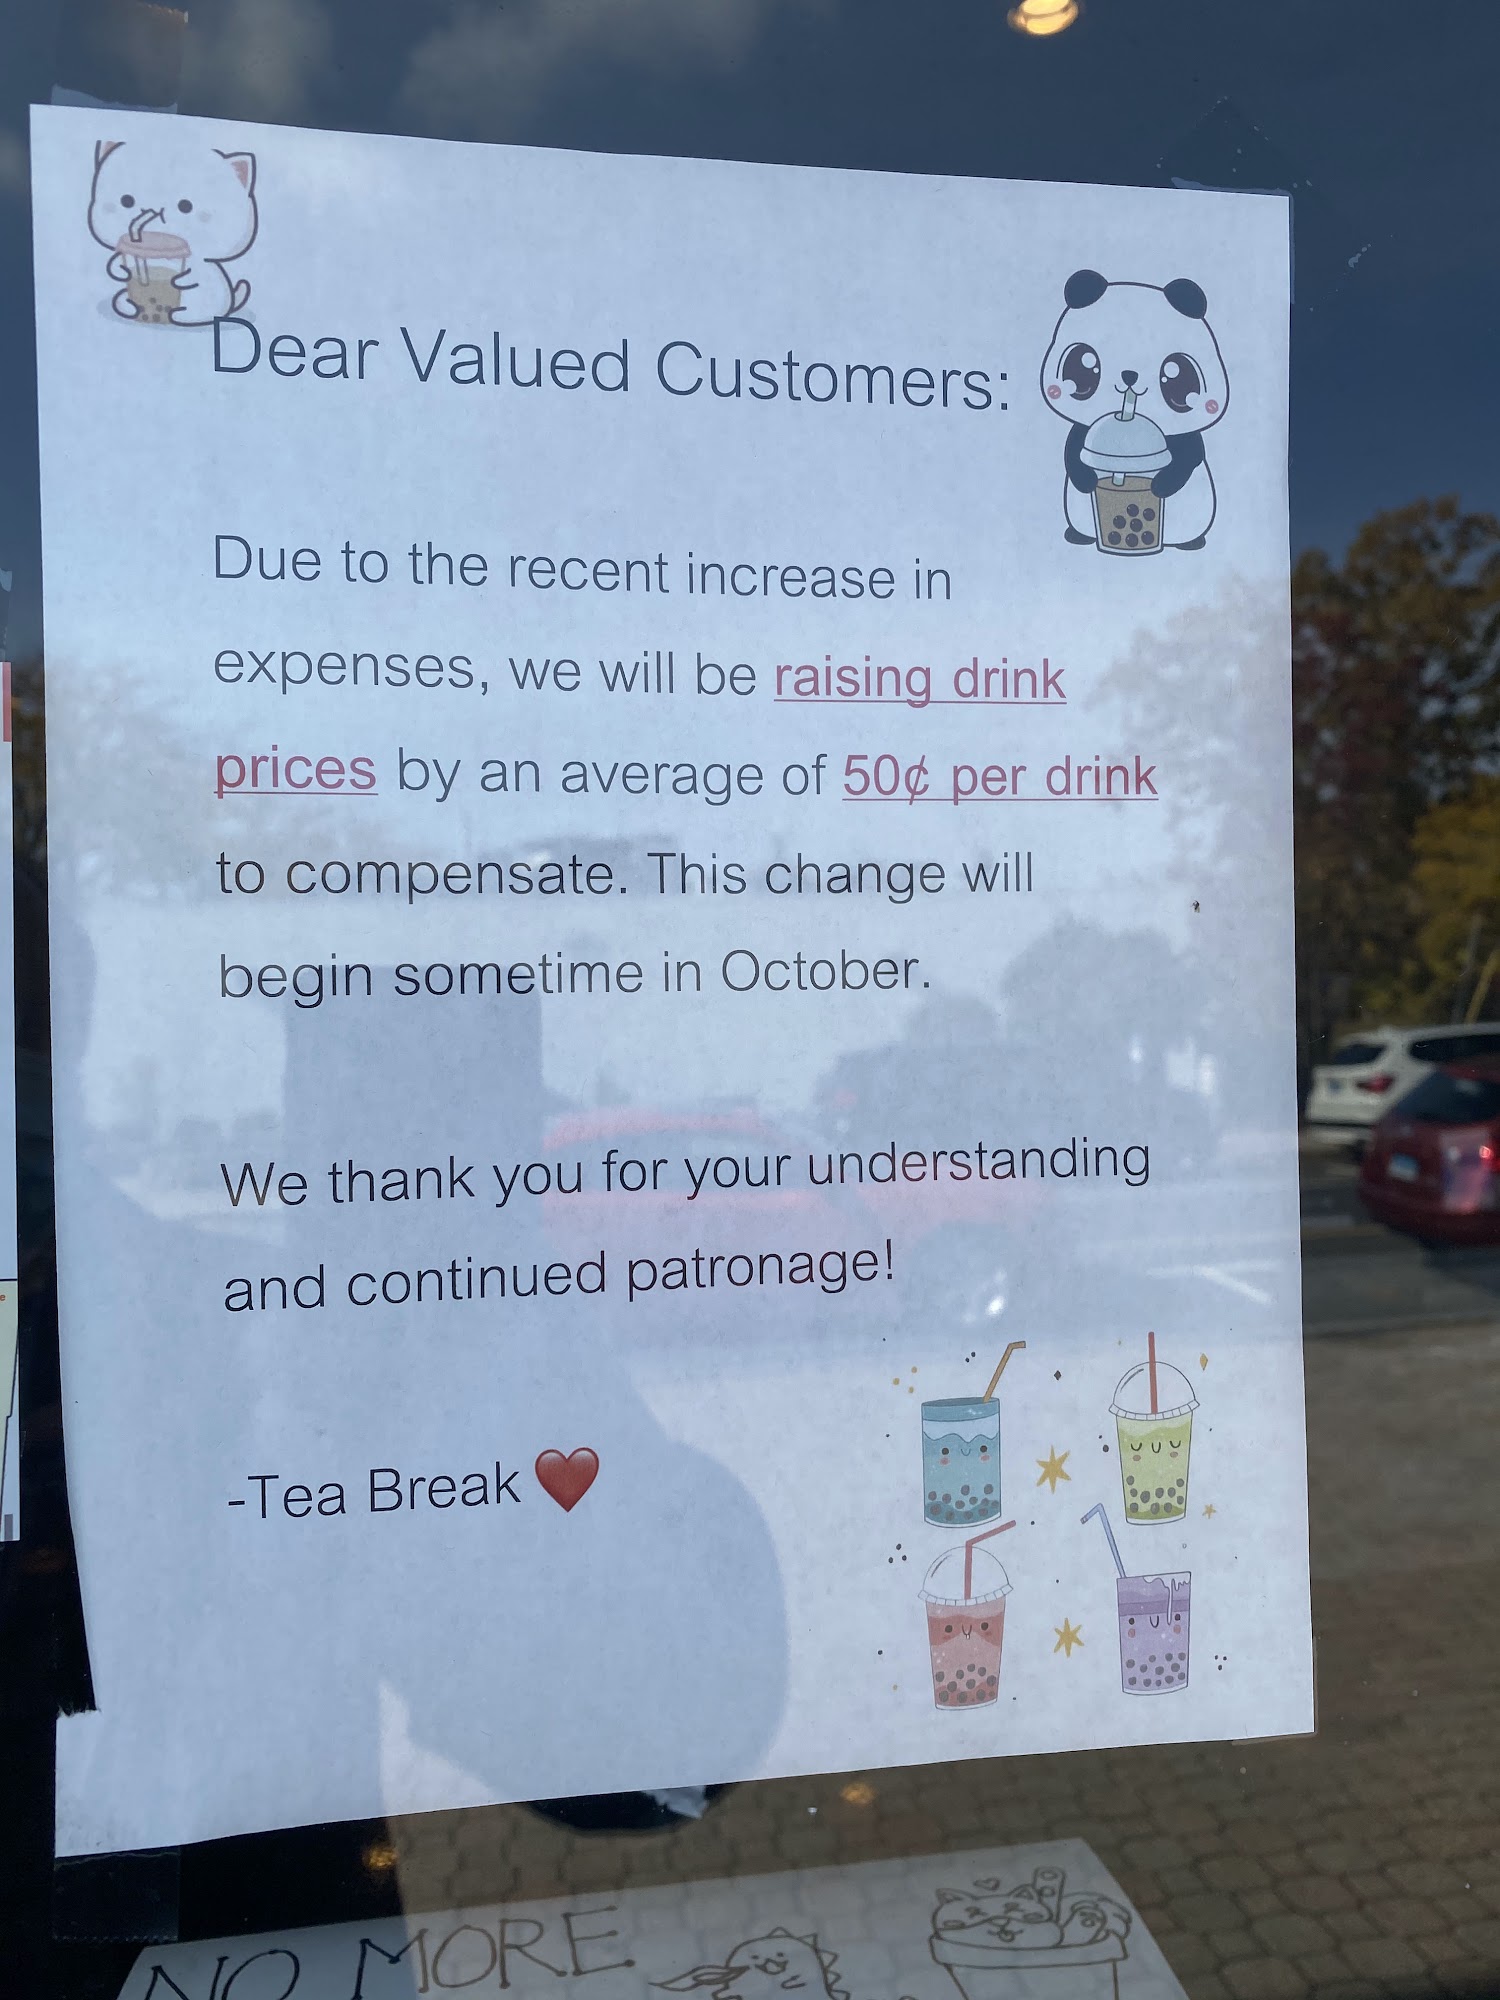 Dear Valued Customers:
Due to the recent increase in
expenses, we will be raising drink
prices by an average of 50¢ per drink
to compensate. This change will
begin sometime in October.
We thank you for your understanding
and continued patronage!
-Tea Break ❤️
NO MORE